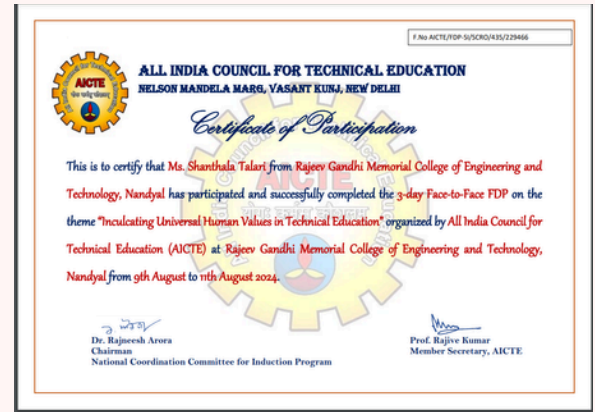 F.No AICTE/FDP-SI/SCRO/435/229466
ALL INDIA COUNCIL FOR TECHNICAL EDUCATION
NELSON MANDELA MARG, VASANT KUNJ, NEW DELHI
AICTE
Certificate of Participation
This is to certify that Ms. Shanthala Talari from Rajeev Gandhi Memorial College of Engineering and
Technology, Nandyal has participated and successfully completed the 3-day Face-to-Face FDP on the
theme "Inculcating Universal Human Values in Technical Education" organized by All India Council for
Technical Education (AICTE) at Rajeev Gandhi Memorial College of Engineering and Technology,
Nandyal from 9th August to 11th August 2024.
Dr. Rajneesh Arora
Chairman
National Coordination Committee for Induction Program
Prof. Rajive Kumar
Member Secretary, AICTE